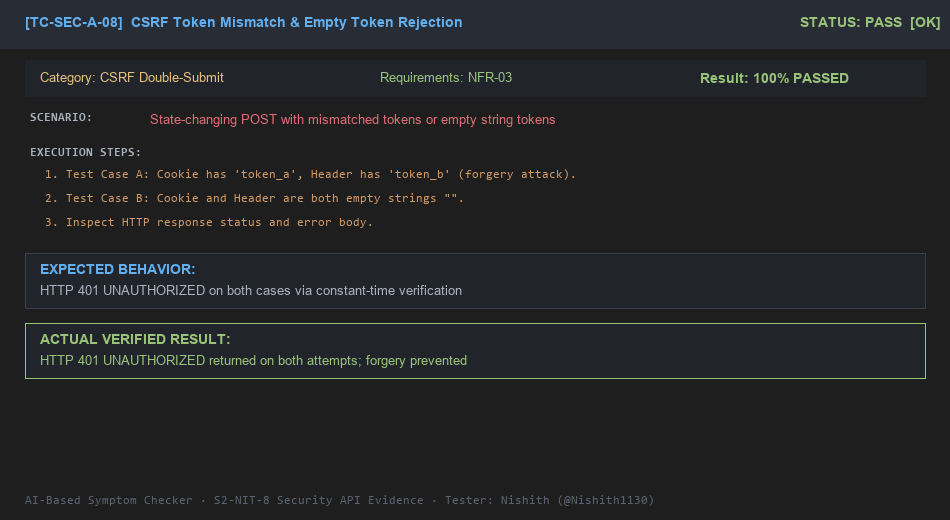 [TC-SEC-A-08] CSRF Token Mismatch & Empty Token Rejection STATUS: PASS [OK]
Category: CSRF Double-Submit Requirements: NFR-03 Result: 100% PASSED
SCENARIO: State-changing POST with mismatched tokens or empty string tokens
EXECUTION STEPS:
1. Test Case A: Cookie has 'token_a', Header has 'token_b' (forgery attack).
2. Test Case B: Cookie and Header are both empty strings "".
3. Inspect HTTP response status and error body.
EXPECTED BEHAVIOR:
HTTP 401 UNAUTHORIZED on both cases via constant-time verification
ACTUAL VERIFIED RESULT:
HTTP 401 UNAUTHORIZED returned on both attempts; forgery prevented
AI-Based Symptom Checker · S2-NIT-8 Security API Evidence · Tester: Nishith (@Nishith1130)